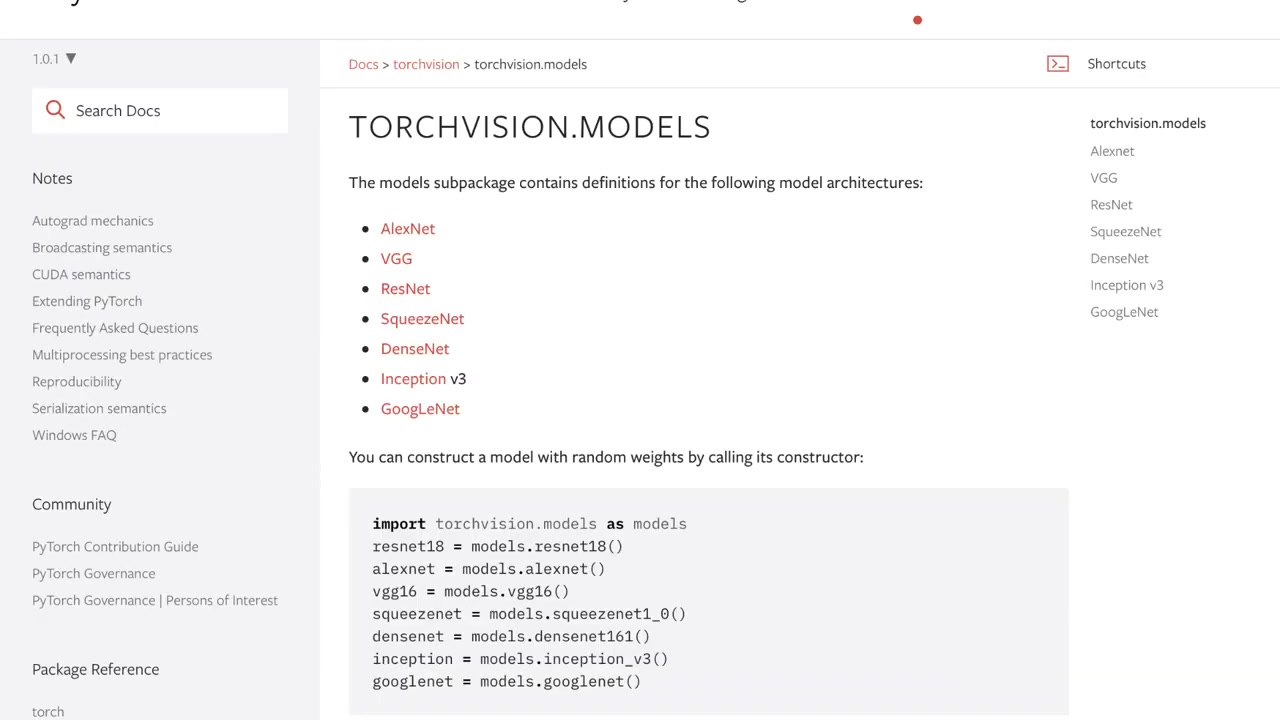 1.0.1 ▼
Search Docs
Notes
Autograd mechanics
Broadcasting semantics
CUDA semantics
Extending PyTorch
Frequently Asked Questions
Multiprocessing best practices
Reproducibility
Serialization semantics
Windows FAQ
Community
PyTorch Contribution Guide
PyTorch Governance
PyTorch Governance | Persons of Interest
Package Reference
torch
Docs > torchvision > torchvision.models
Shortcuts
TORCHVISION.MODELS
The models subpackage contains definitions for the following model architectures:
• AlexNet
• VGG
• ResNet
• SqueezeNet
• DenseNet
• Inception v3
• GoogLeNet
You can construct a model with random weights by calling its constructor:
import torchvision.models as models
resnet18 = models.resnet18()
alexnet = models.alexnet()
vgg16 = models.vgg16()
squeezenet = models.squeezenet1_0()
densenet = models.densenet161()
inception = models.inception_v3()
googlenet = models.googlenet()
torchvision.models
Alexnet
VGG
ResNet
SqueezeNet
DenseNet
Inception v3
GoogLeNet